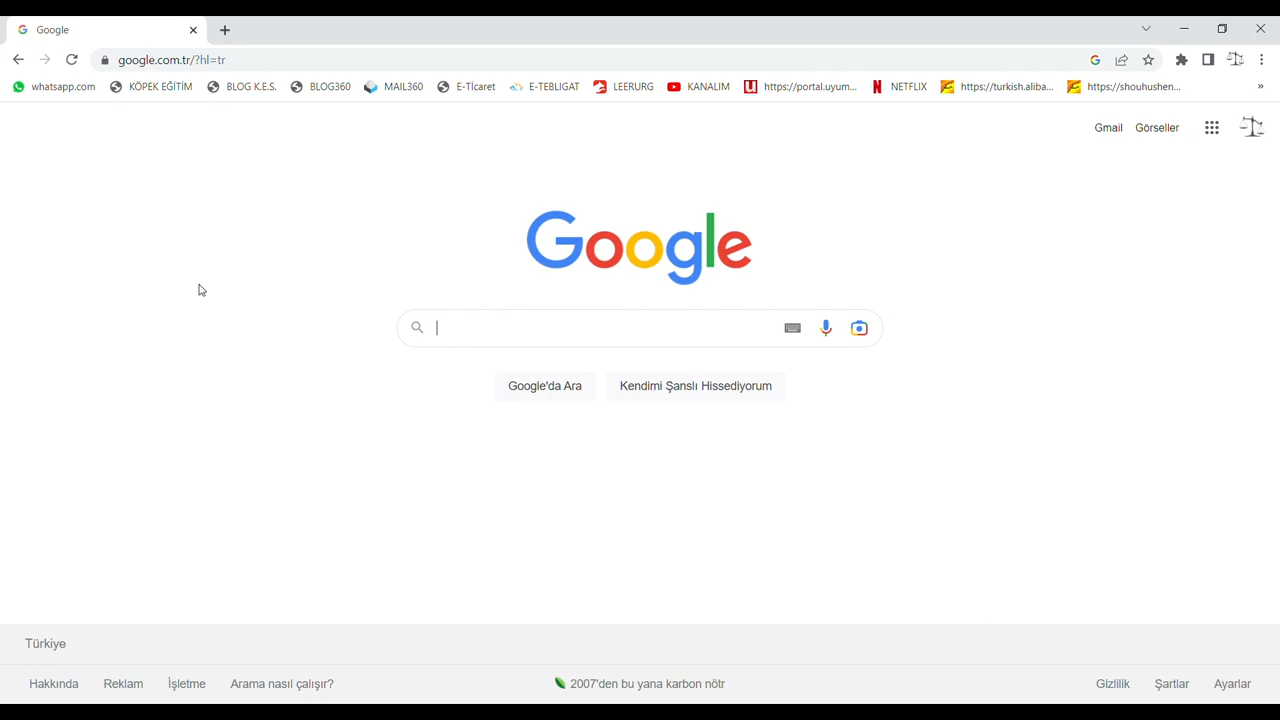 Google
google.com.tr/?hl=tr
whatsapp.com KÖPEK EĞİTİM BLOG K.E.S. BLOG360 MAIL360 E-Ticaret E-TEBLIGAT LEERURG KANALIM https://portal.uyum... NETFLIX https://turkish.aliba... https://shouhushen... »
Gmail Görseller
Google
Google'da Ara Kendimi Şanslı Hissediyorum
Türkiye
Hakkında Reklam İşletme Arama nasıl çalışır? 2007'den bu yana karbon nötr Gizlilik Şartlar Ayarlar